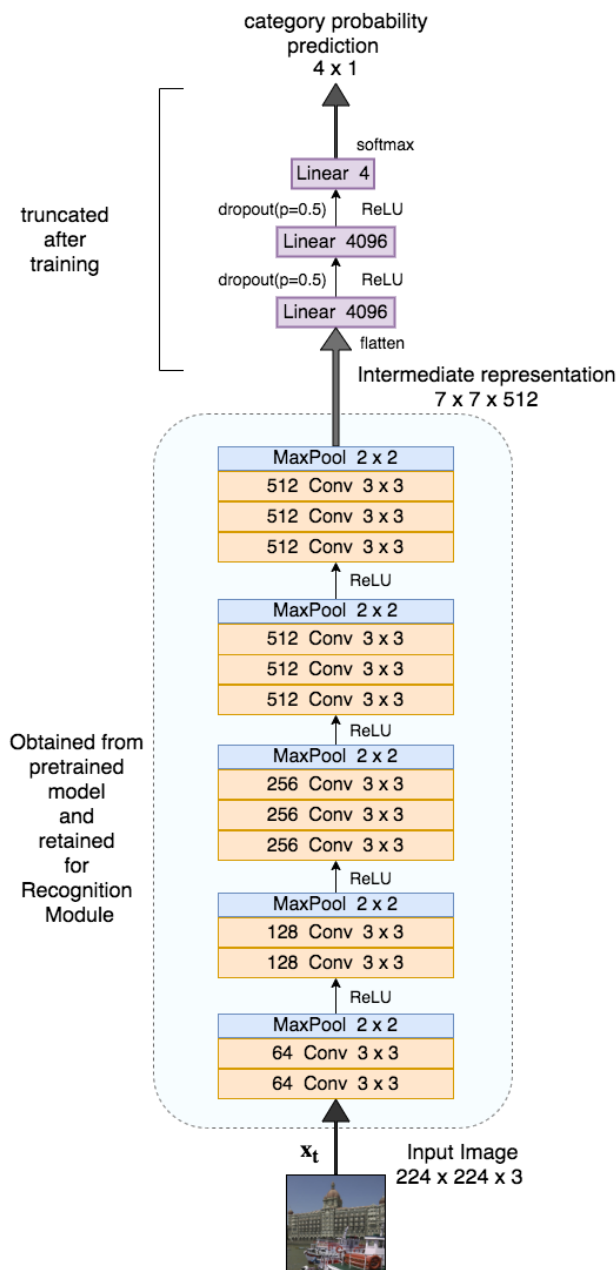 category probability
prediction
4 x 1
softmax
Linear 4
dropout(p=0.5) ReLU
Linear 4096
dropout(p=0.5) ReLU
Linear 4096
flatten
truncated
after
training
Intermediate representation
7 x 7 x 512
MaxPool 2 x 2
512 Conv 3 x 3
512 Conv 3 x 3
512 Conv 3 x 3
ReLU
MaxPool 2 x 2
512 Conv 3 x 3
512 Conv 3 x 3
512 Conv 3 x 3
ReLU
MaxPool 2 x 2
256 Conv 3 x 3
256 Conv 3 x 3
256 Conv 3 x 3
ReLU
MaxPool 2 x 2
128 Conv 3 x 3
128 Conv 3 x 3
ReLU
MaxPool 2 x 2
64 Conv 3 x 3
64 Conv 3 x 3
Obtained from
pretrained
model
and
retained
for
Recognition
Module
x_t
Input Image
224 x 224 x 3